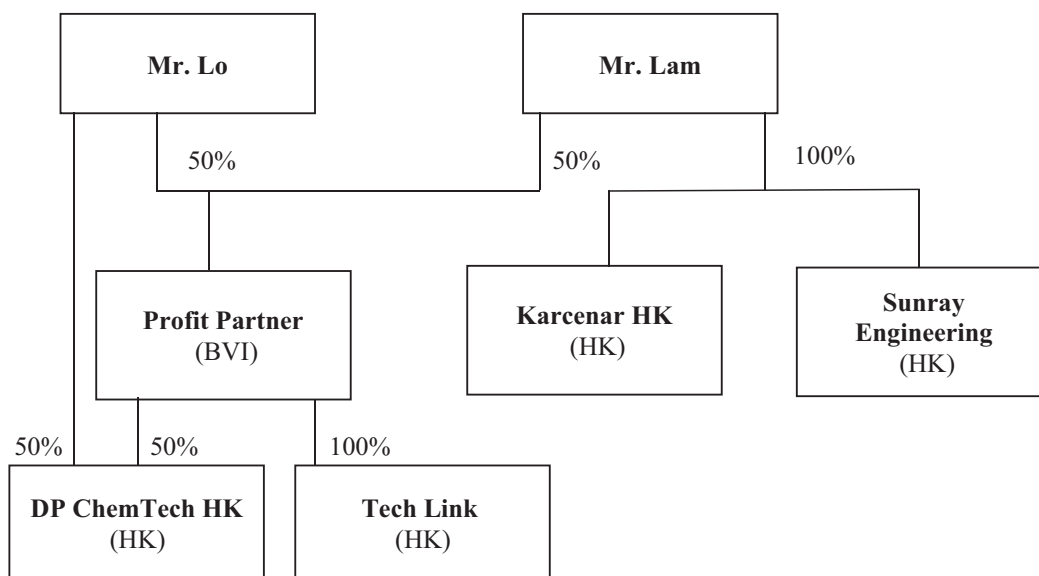 Mr. Lo
Mr. Lam
50%
50%
100%
Profit Partner
(BVI)
Karcenar HK
(HK)
Sunray
Engineering
(HK)
50%
50%
100%
DP ChemTech HK
(HK)
Tech Link
(HK)